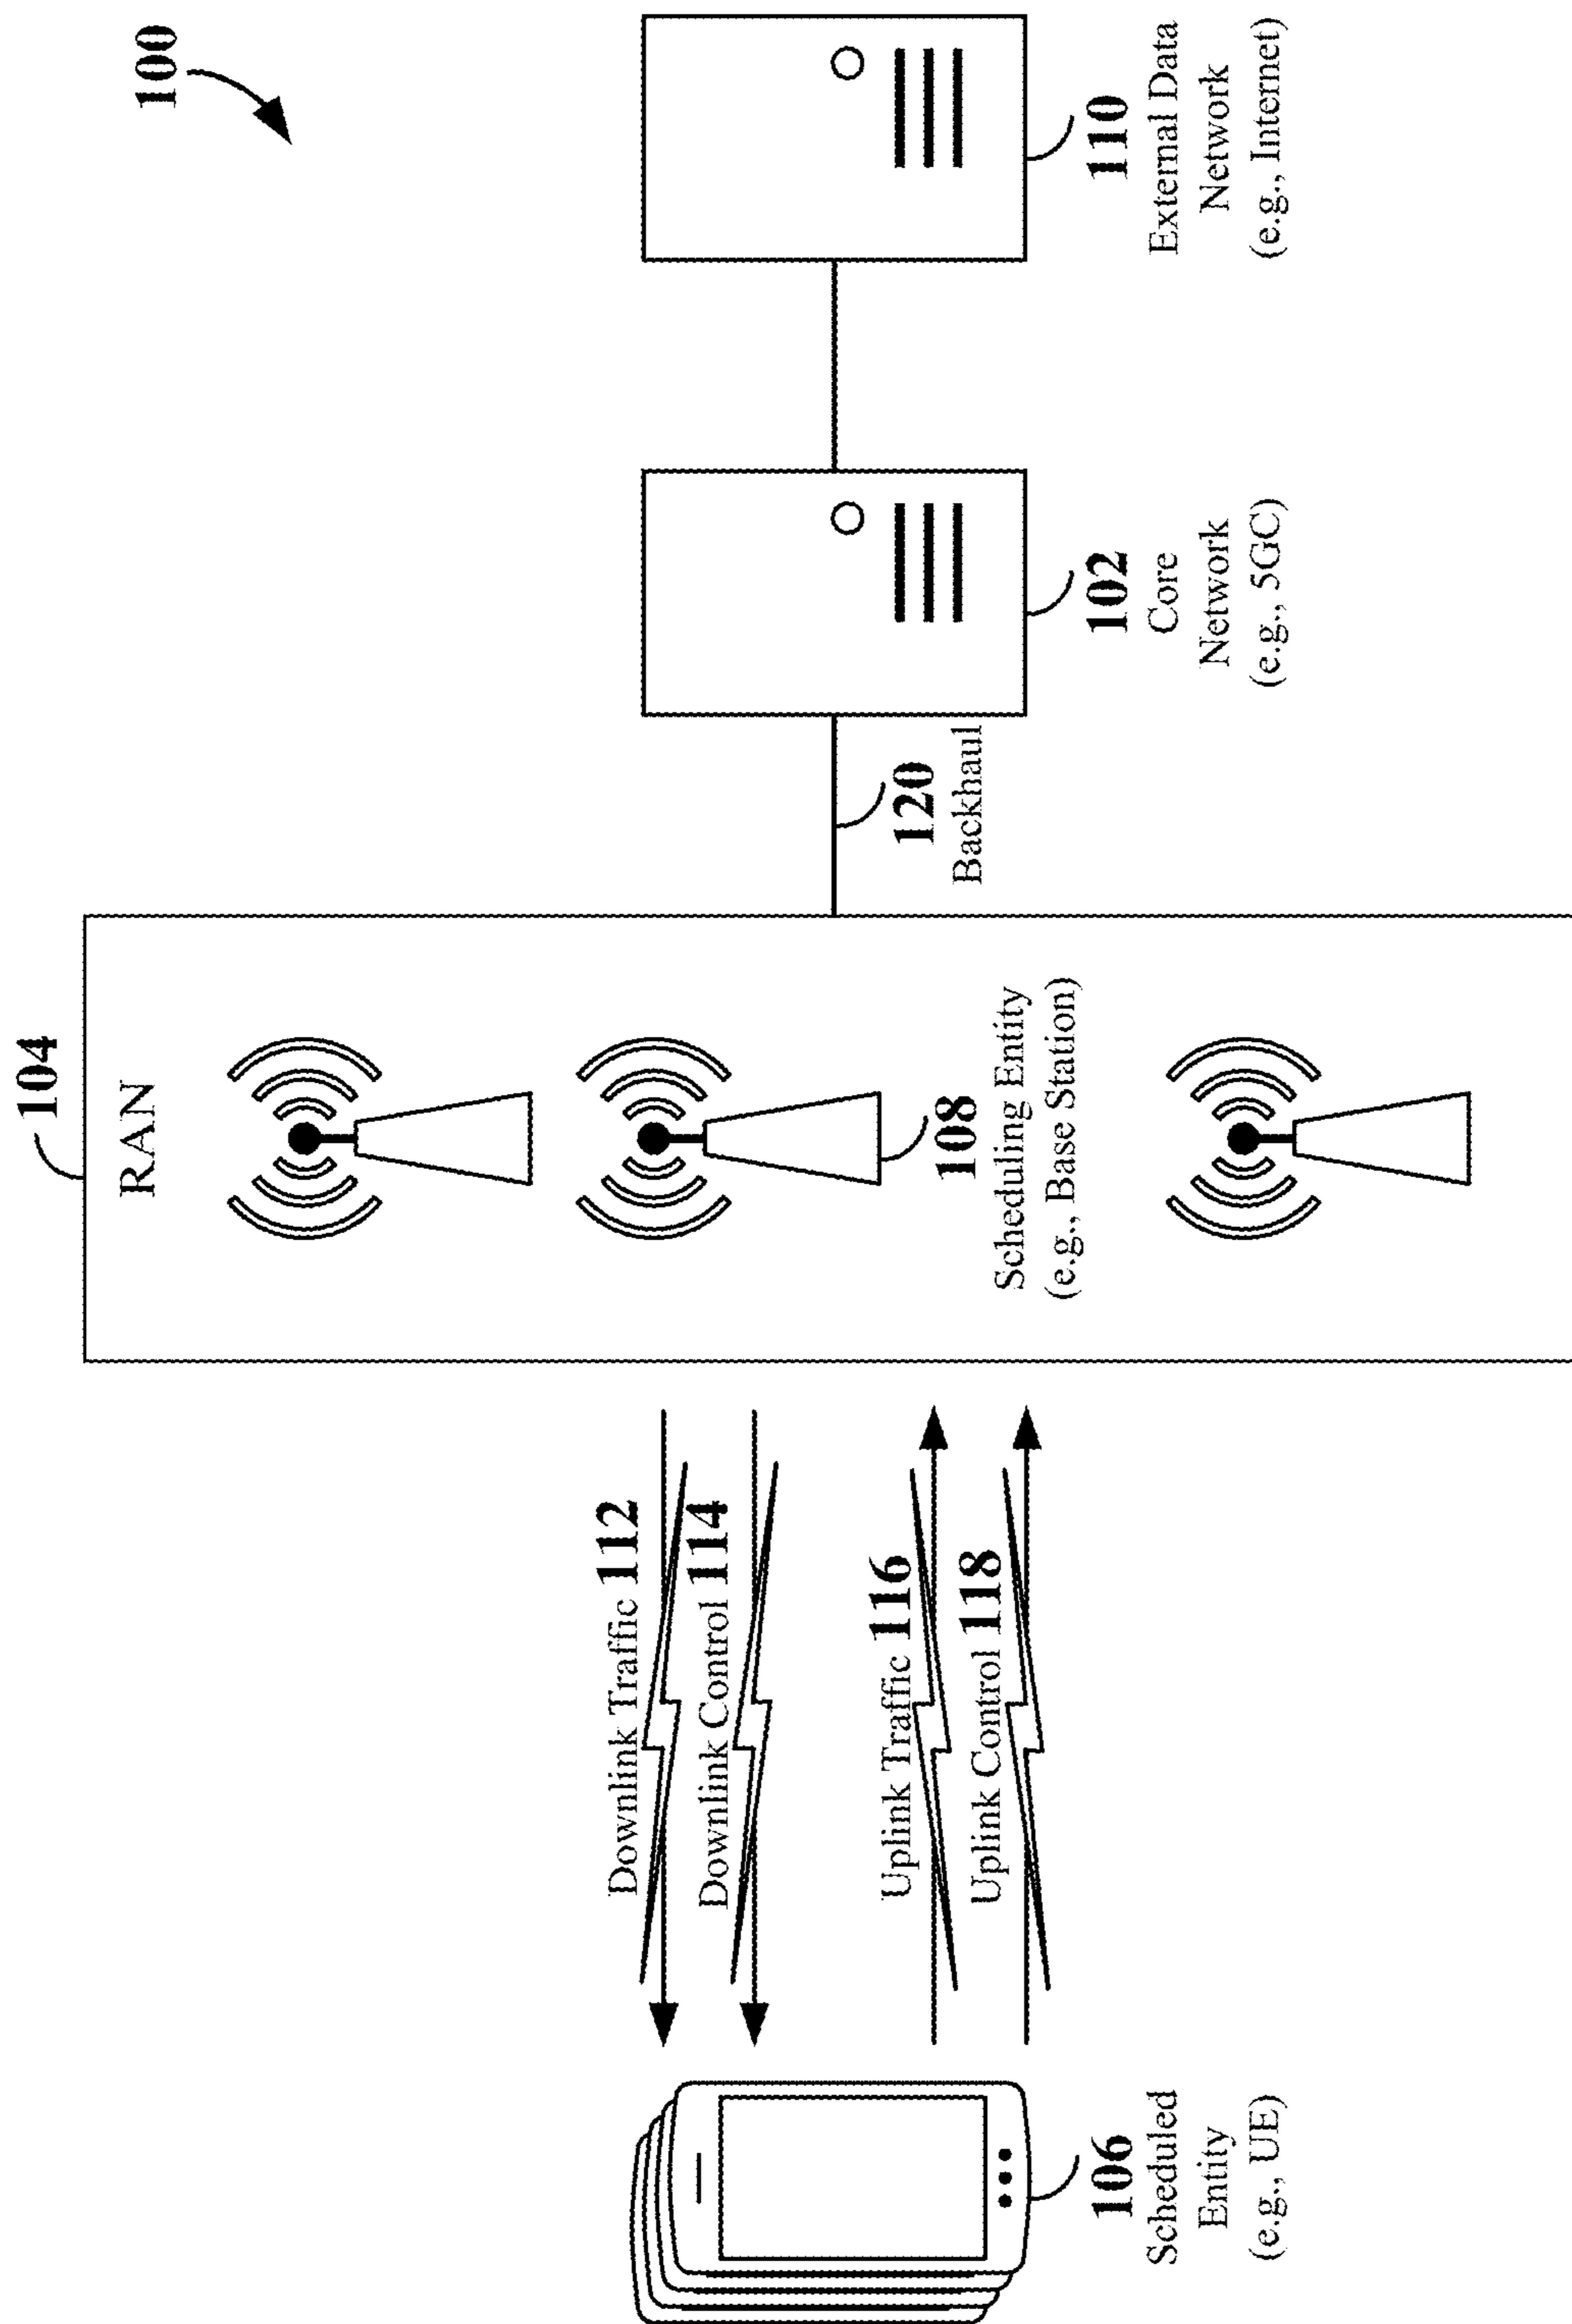 104
RAN
100
Downlink Traffic 112
Downlink Control 114
Uplink Traffic 116
Uplink Control 118
106
Scheduled
Entity
(e.g., UE)
108
Scheduling Entity
(e.g., Base Station)
120
Backhaul
102
Core
Network
(e.g., 5GC)
110
External Data
Network
(e.g., Internet)